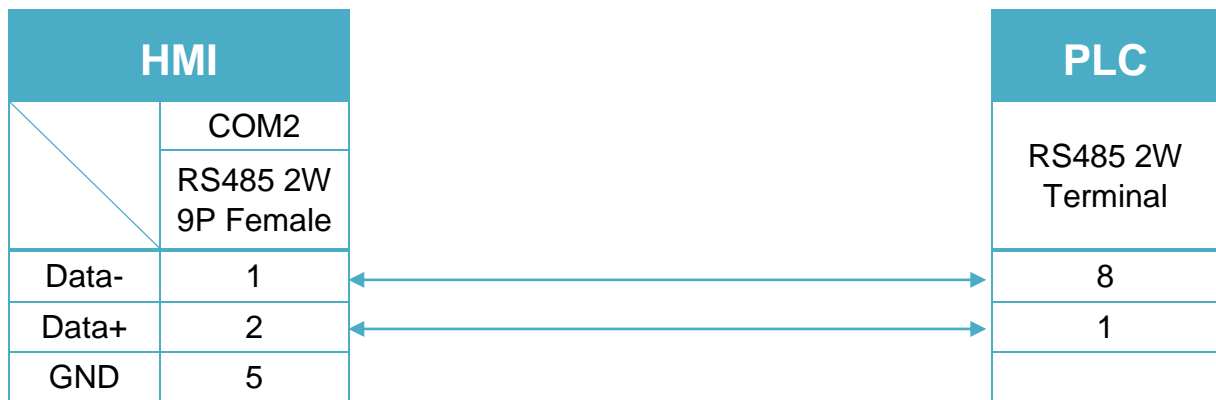 HMI
PLC
COM2
RS485 2W
9P Female
RS485 2W
Terminal
Data- 1 8
Data+ 2 1
GND 5